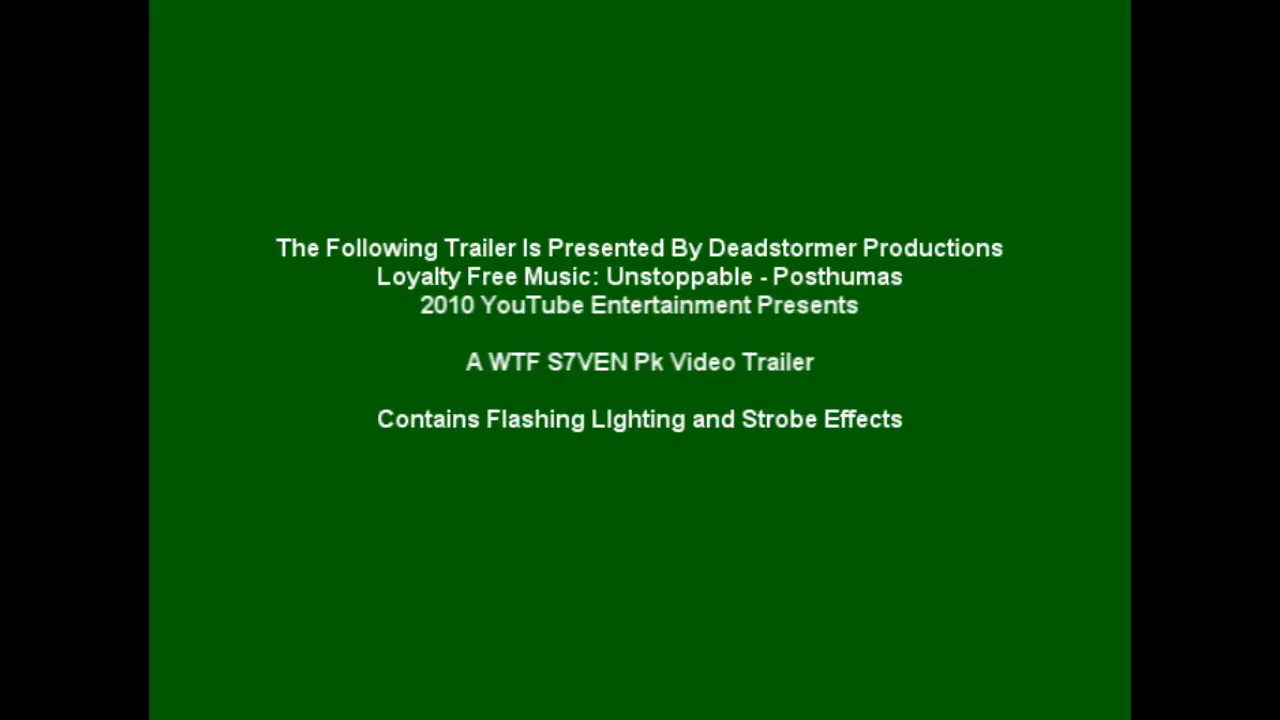 The Following Trailer Is Presented By Deadstormer Productions
Loyalty Free Music: Unstoppable - Posthumas
2010 YouTube Entertainment Presents
A WTF S7VEN Pk Video Trailer
Contains Flashing LIghting and Strobe Effects